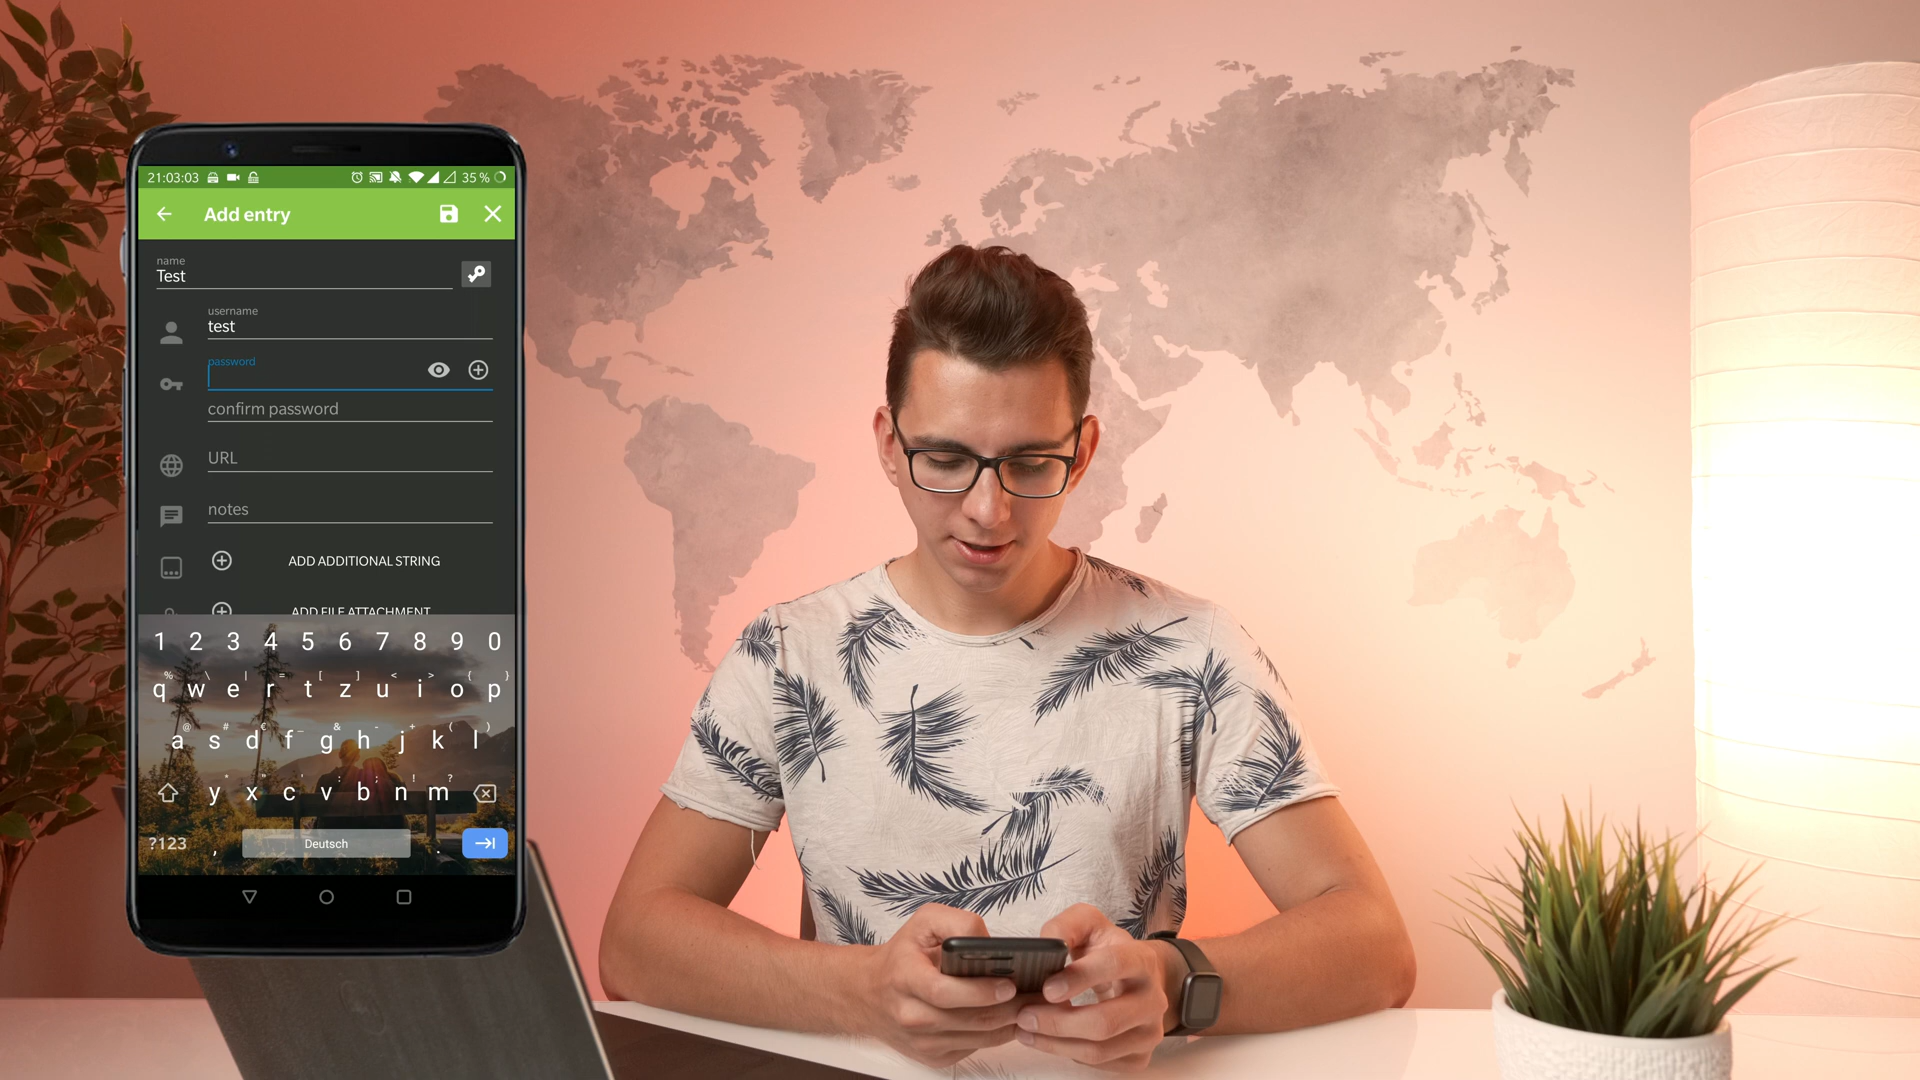 21:03:03 35 %
Add entry
name
Test
username
test
password
confirm password
URL
notes
ADD ADDITIONAL STRING
ADD FILE ATTACHMENT
1 2 3 4 5 6 7 8 9 0
% \ | = [ ] < > { }
q w e r t z u i o p
@ # € _ & - + ( )
a s d f g h j k l
* " ' : ; ! ?
y x c v b n m
?123 , Deutsch .